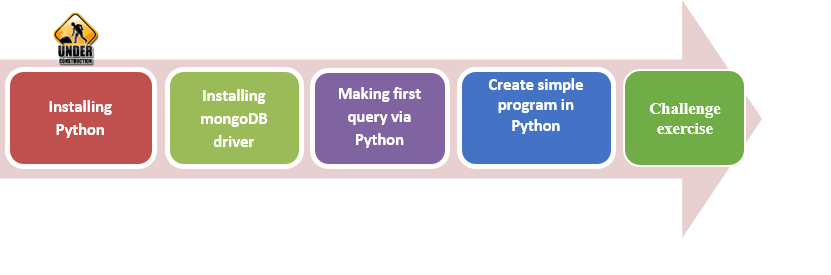 UNDER
CONSTRUCTION
Installing
Python
Installing
mongoDB
driver
Making first
query via
Python
Create simple
program in
Python
Challenge
exercise